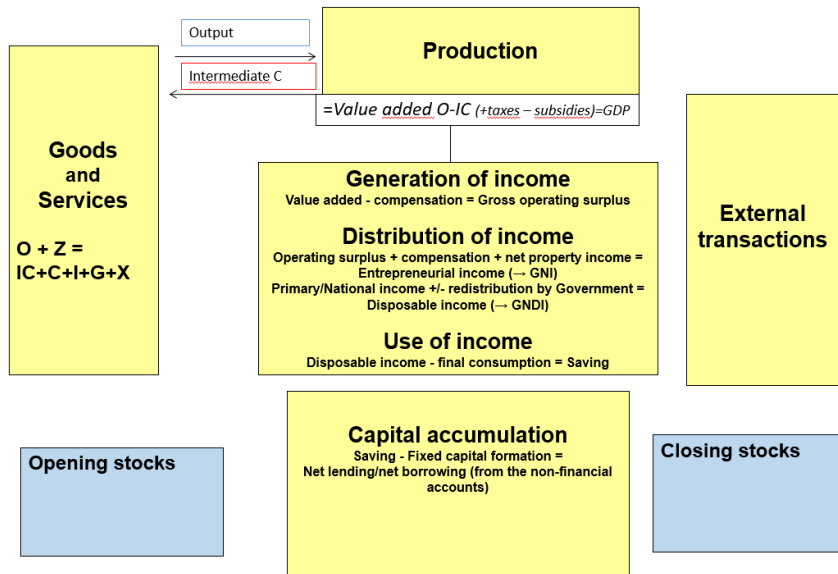 Output
Production
Intermediate C
=Value added O-IC (+taxes – subsidies)=GDP
Goods
and
Services
O + Z =
IC+C+I+G+X
Generation of income
Value added - compensation = Gross operating surplus
Distribution of income
Operating surplus + compensation + net property income =
Entrepreneurial income (→ GNI)
Primary/National income +/- redistribution by Government =
Disposable income (→ GNDI)
Use of income
Disposable income - final consumption = Saving
External
transactions
Capital accumulation
Saving - Fixed capital formation =
Net lending/net borrowing (from the non-financial
accounts)
Opening stocks
Closing stocks